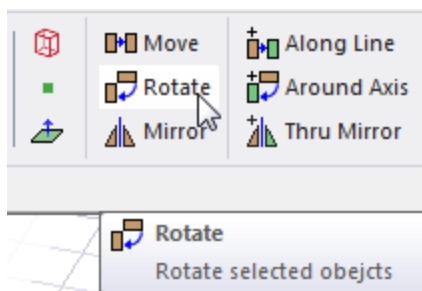 Move
Along Line
Rotate
Around Axis
Mirror
Thru Mirror
Rotate
Rotate selected obejcts